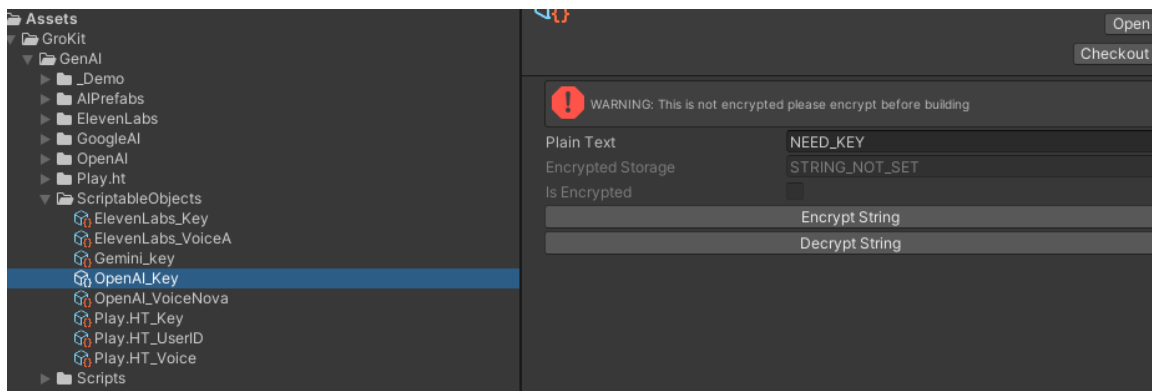 Assets
GroKit
GenAI
_Demo
AIPrefabs
ElevenLabs
GoogleAI
OpenAI
Play.ht
ScriptableObjects
ElevenLabs_Key
ElevenLabs_VoiceA
Gemini_key
OpenAI_Key
OpenAI_VoiceNova
Play.HT_Key
Play.HT_UserID
Play.HT_Voice
Scripts
Open
Checkout
WARNING: This is not encrypted please encrypt before building
Plain Text NEED_KEY
Encrypted Storage STRING_NOT_SET
Is Encrypted
Encrypt String
Decrypt String